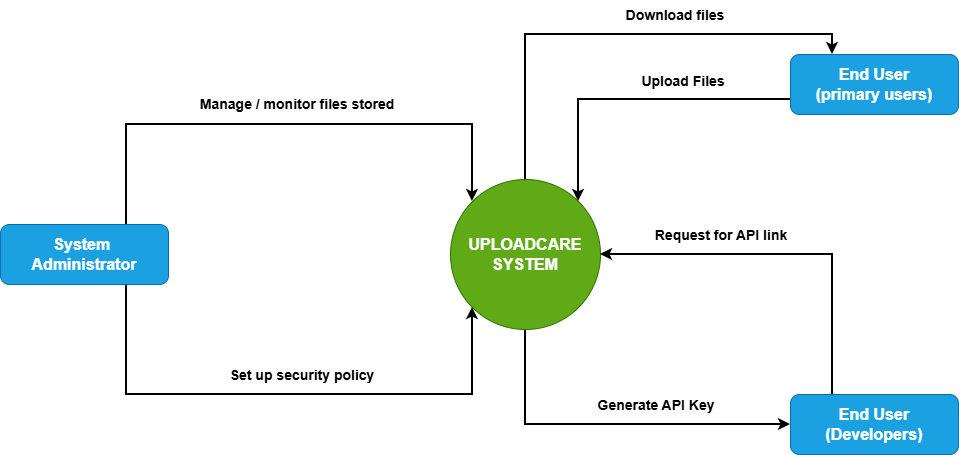 Download files
End User
(primary users)
Upload Files
Manage / monitor files stored
System
Administrator
UPLOADCARE
SYSTEM
Request for API link
Set up security policy
Generate API Key
End User
(Developers)